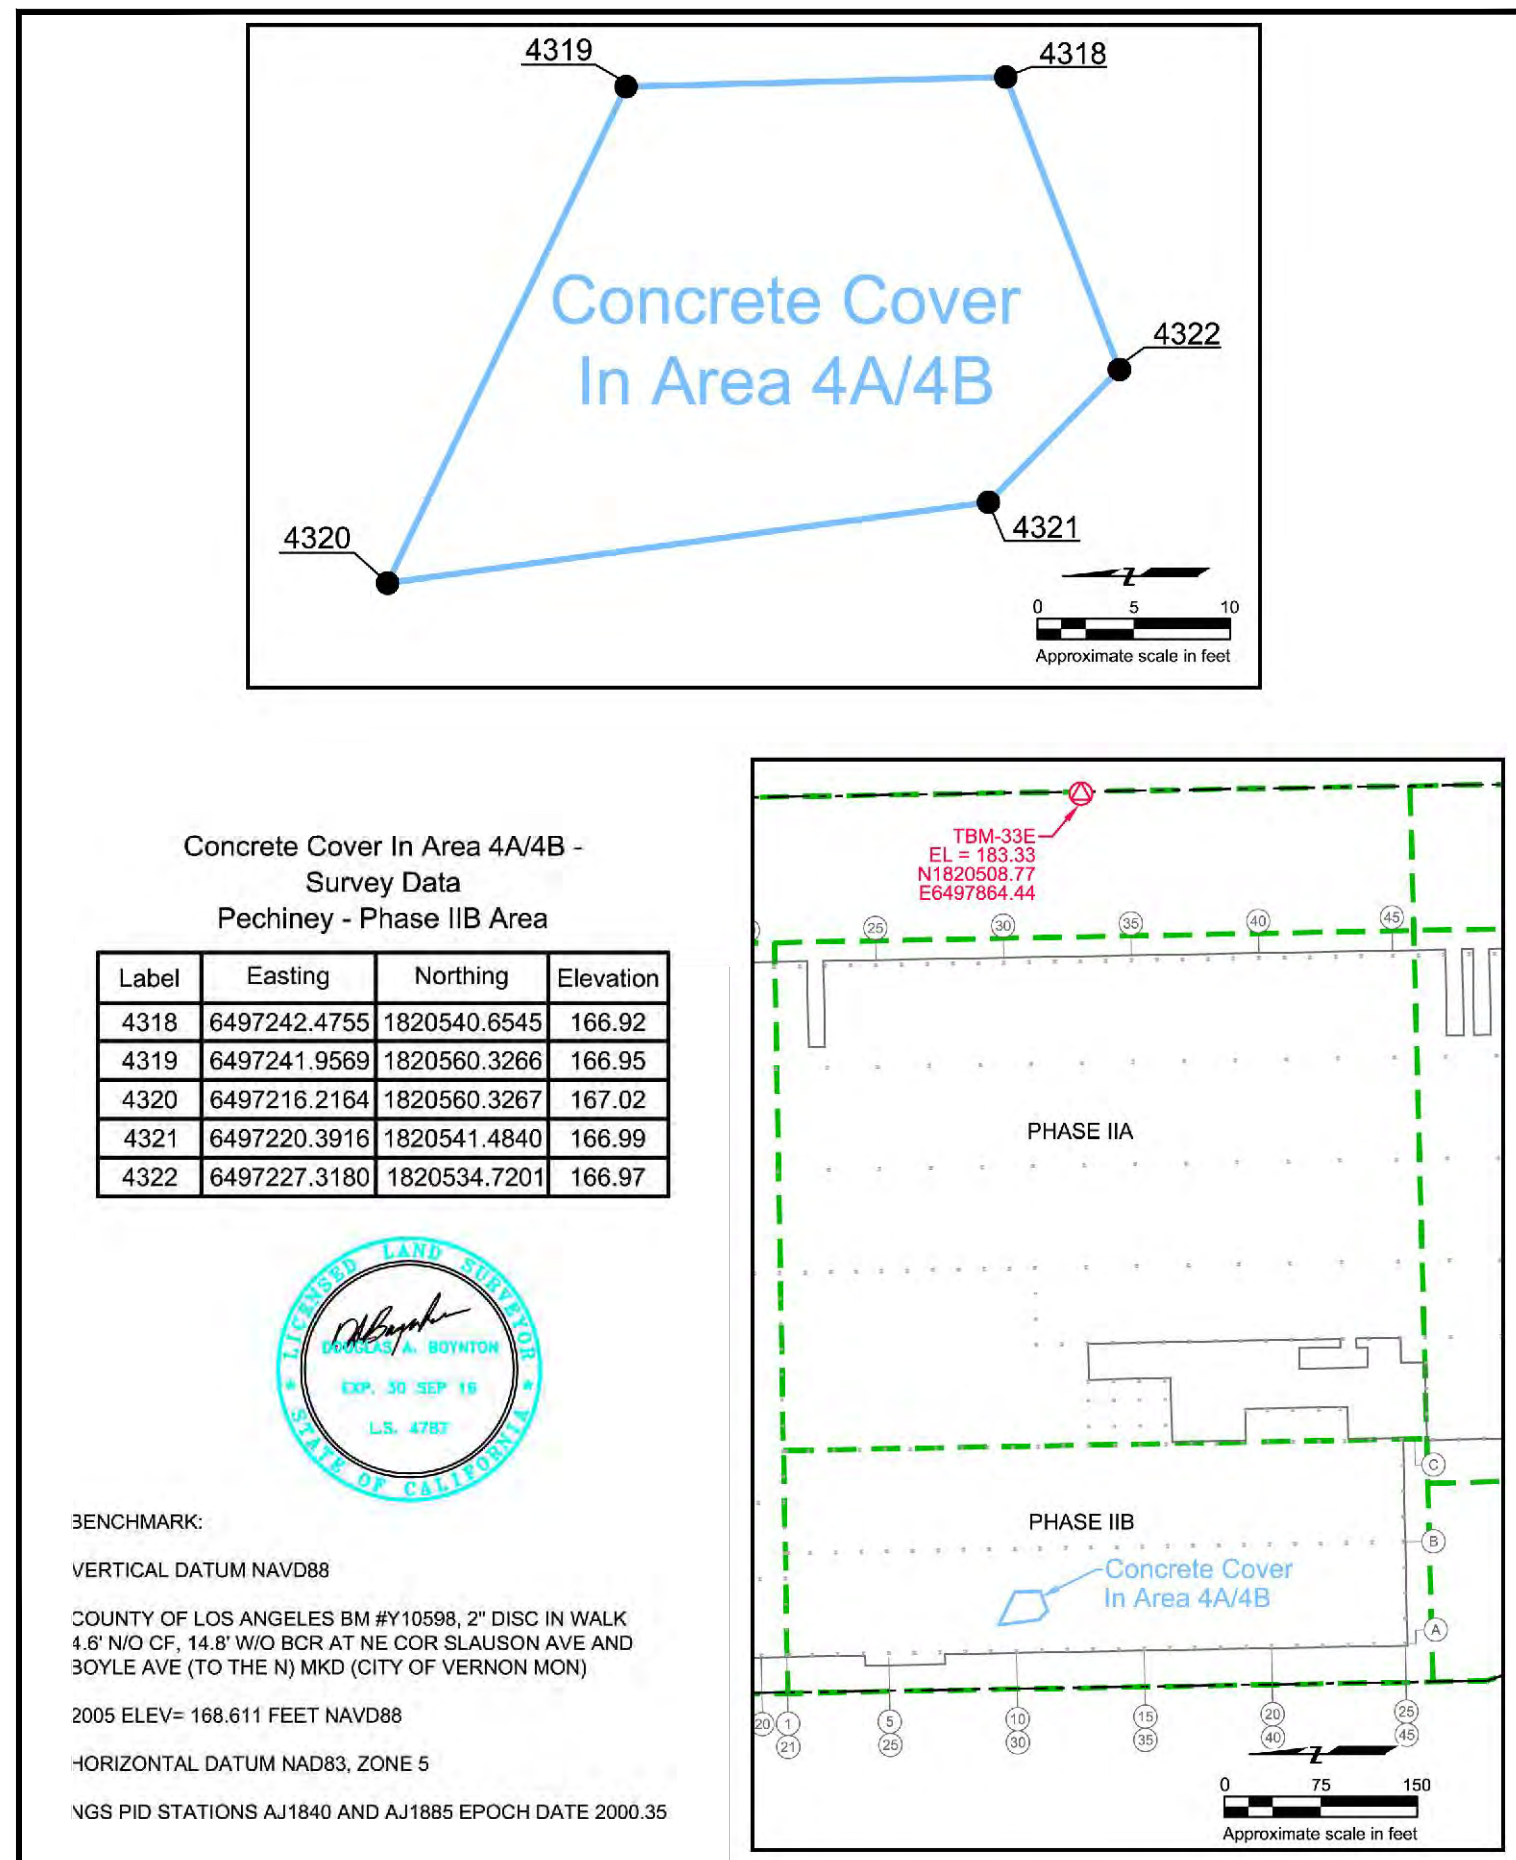 4319
4318
Concrete Cover
In Area 4A/4B
4322
4320
4321
Z
0 5 10
Approximate scale in feet
Concrete Cover In Area 4A/4B -
Survey Data
Pechiney - Phase IIB Area
Label Easting Northing Elevation
4318 6497242.4755 1820540.6545 166.92
4319 6497241.9569 1820560.3266 166.95
4320 6497216.2164 1820560.3267 167.02
4321 6497220.3916 1820541.4840 166.99
4322 6497227.3180 1820534.7201 166.97
LICENSED LAND SURVEYOR
DOUGLAS A. BOYNTON
EXP. 30 SEP 16
L.S. 4787
STATE OF CALIFORNIA
BENCHMARK:
VERTICAL DATUM NAVD88
COUNTY OF LOS ANGELES BM #Y10598, 2" DISC IN WALK
4.6' N/O CF, 14.8' W/O BCR AT NE COR SLAUSON AVE AND
BOYLE AVE (TO THE N) MKD (CITY OF VERNON MON)
2005 ELEV= 168.611 FEET NAVD88
HORIZONTAL DATUM NAD83, ZONE 5
NGS PID STATIONS AJ1840 AND AJ1885 EPOCH DATE 2000.35
TBM-33E
EL = 183.33
N1820508.77
E6497864.44
25 30 35 40 45
PHASE IIA
C
PHASE IIB
B
Concrete Cover
In Area 4A/4B
A
20 1 5 10 15 20 25
21 25 30 35 40 45
Z
0 75 150
Approximate scale in feet